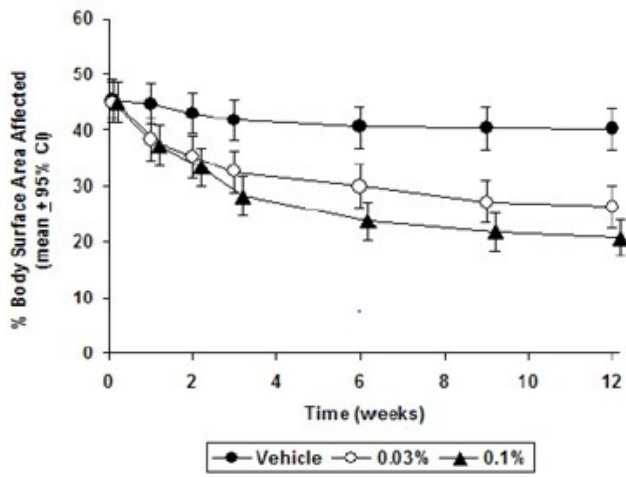 % Body Surface Area Affected
(mean ± 95% CI)
60
50
40
30
20
10
0
0 2 4 6 8 10 12
Time (weeks)
Vehicle 0.03% 0.1%